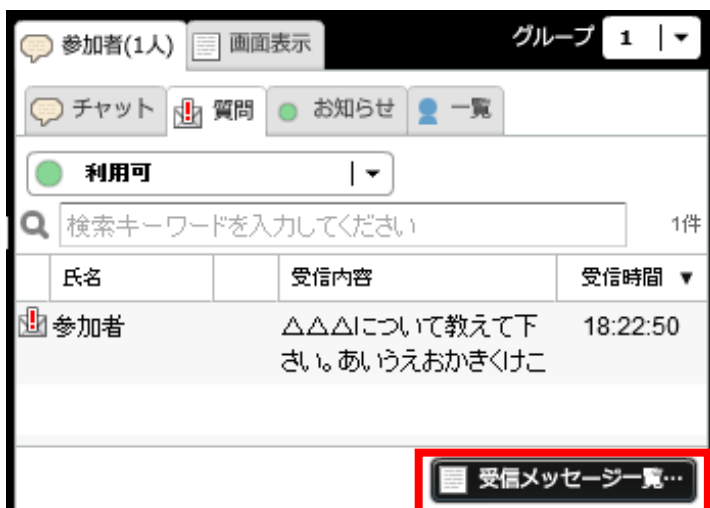 参加者(1人) 画面表示 グループ 1
チャット 質問 お知らせ 一覧
利用可
検索キーワードを入力してください 1件
氏名 受信内容 受信時間 ▼
参加者 △△△について教えて下 18:22:50
さい。あいうえおかきくけこ
受信メッセージ一覧…